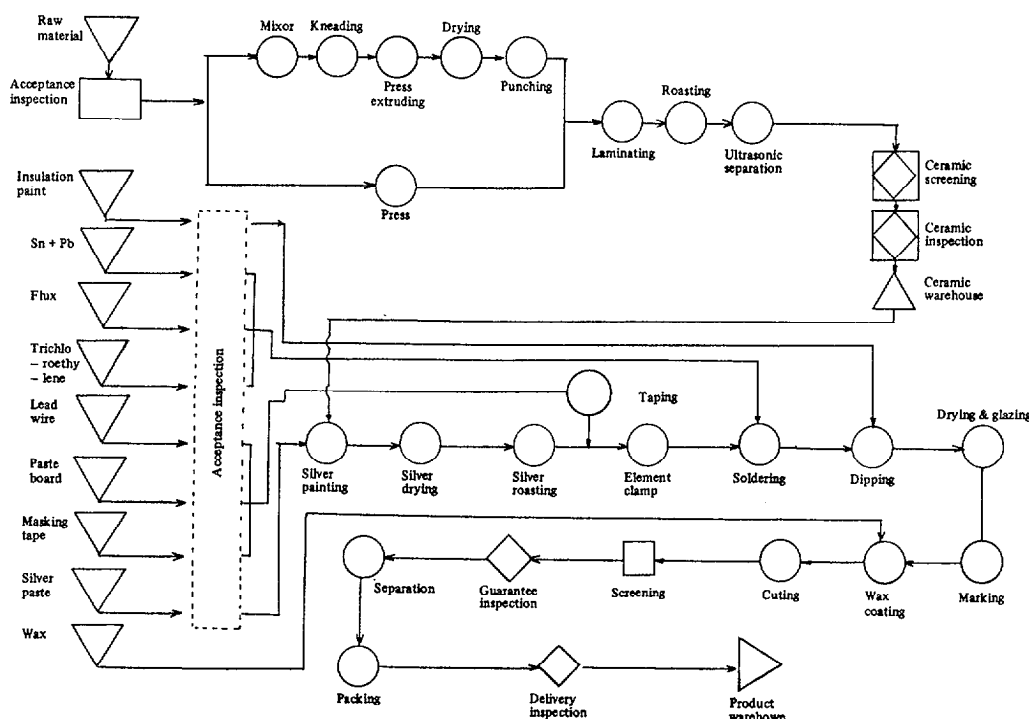 Raw
material
Mixor
Kneading
Drying
Press
extruding
Punching
Acceptance
inspection
Roasting
Laminating
Ultrasonic
separation
Press
Ceramic
screening
Ceramic
inspection
Ceramic
warehouse
Insulation
paint
Sn + Pb
Flux
Trichlo
– roethy
– lene
Lead
wire
Paste
board
Masking
tape
Silver
paste
Wax
Acceptance inspection
Taping
Drying & glazing
Silver
painting
Silver
drying
Silver
roasting
Element
clamp
Soldering
Dipping
Separation
Guarantee
inspection
Screening
Cuting
Wax
coating
Marking
Packing
Delivery
inspection
Product
warehowe